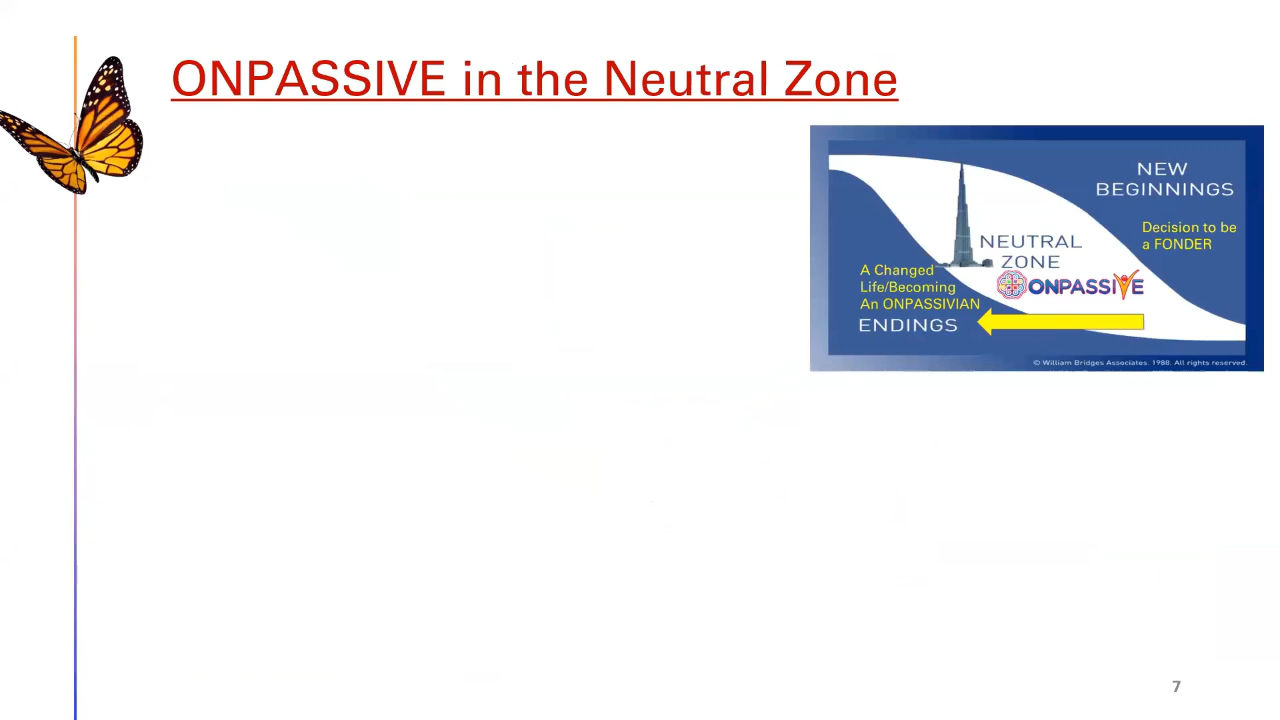 ONPASSIVE in the Neutral Zone
NEW
BEGINNINGS
Decision to be
a FONDER
NEUTRAL
ZONE
ONPASSIVE
A Changed
Life/Becoming
An ONPASSIVIAN
ENDINGS
© William Bridges Associates. 1988. All rights reserved.
7